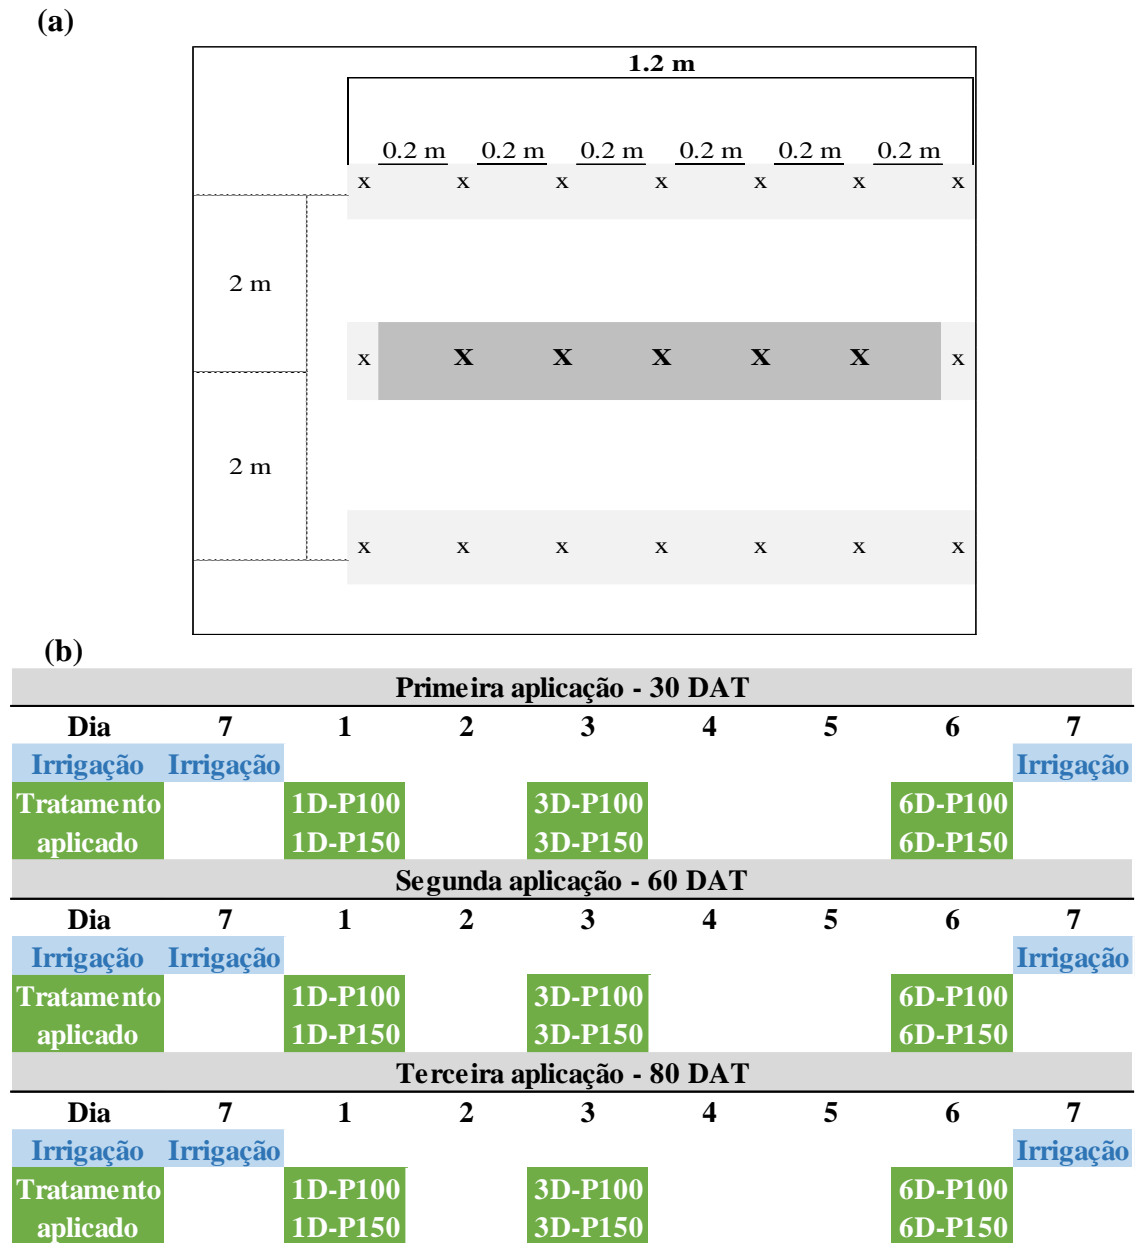 (a)
1.2 m
0.2 m 0.2 m 0.2 m 0.2 m 0.2 m 0.2 m
x x x x x x x
2 m
x X X X X X x
2 m
x x x x x x x
(b)
Primeira aplicação - 30 DAT
Dia 7 1 2 3 4 5 6 7
Irrigação Irrigação Irrigação
Tratamento 1D-P100 3D-P100 6D-P100
aplicado 1D-P150 3D-P150 6D-P150
Segunda aplicação - 60 DAT
Dia 7 1 2 3 4 5 6 7
Irrigação Irrigação Irrigação
Tratamento 1D-P100 3D-P100 6D-P100
aplicado 1D-P150 3D-P150 6D-P150
Terceira aplicação - 80 DAT
Dia 7 1 2 3 4 5 6 7
Irrigação Irrigação Irrigação
Tratamento 1D-P100 3D-P100 6D-P100
aplicado 1D-P150 3D-P150 6D-P150